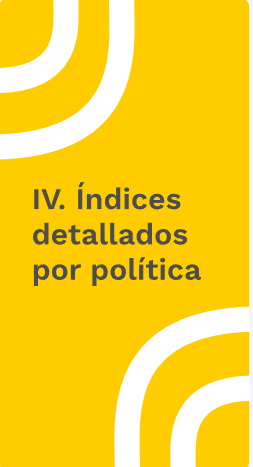 IV. Índices
detallados
por política